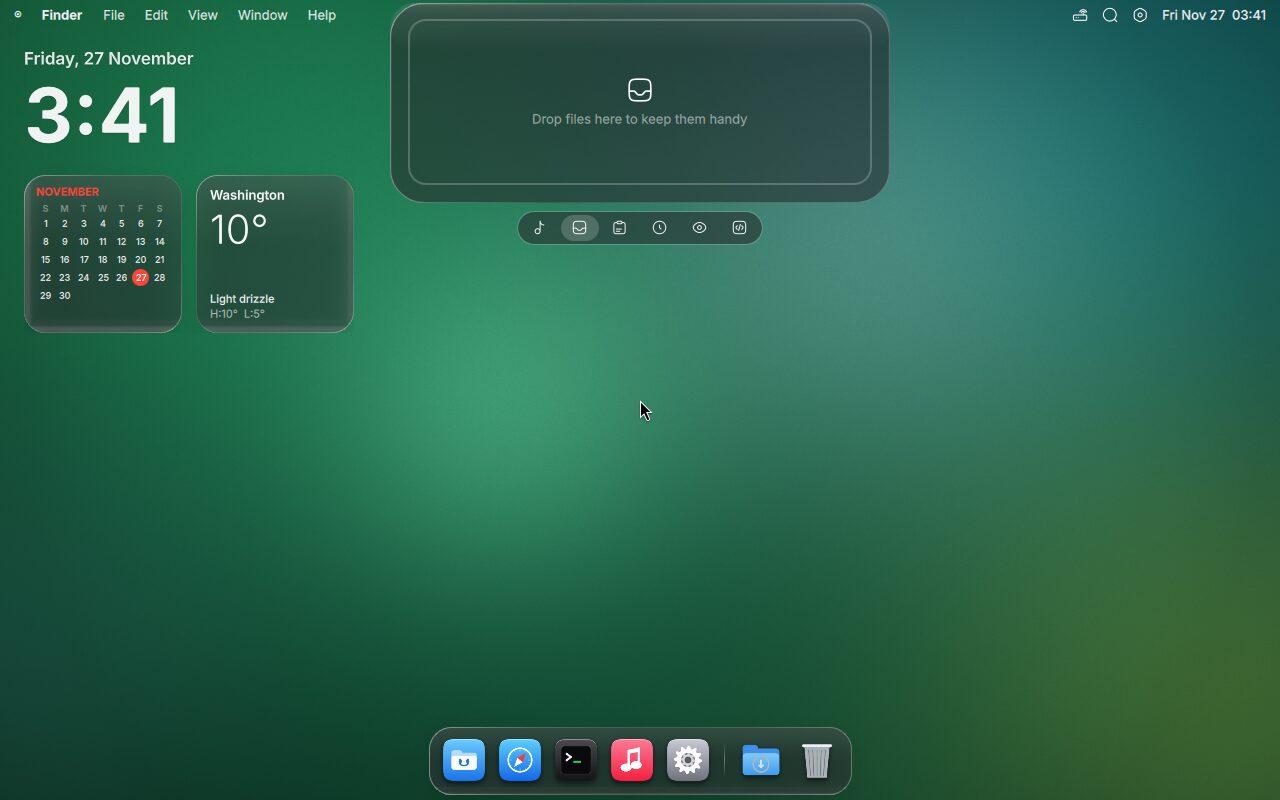 Finder File Edit View Window Help
Fri Nov 27 03:41
Friday, 27 November
3:41
Drop files here to keep them handy
NOVEMBER
S M T W T F S
1 2 3 4 5 6 7
8 9 10 11 12 13 14
15 16 17 18 19 20 21
22 23 24 25 26 27 28
29 30
Washington
10°
Light drizzle
H:10° L:5°